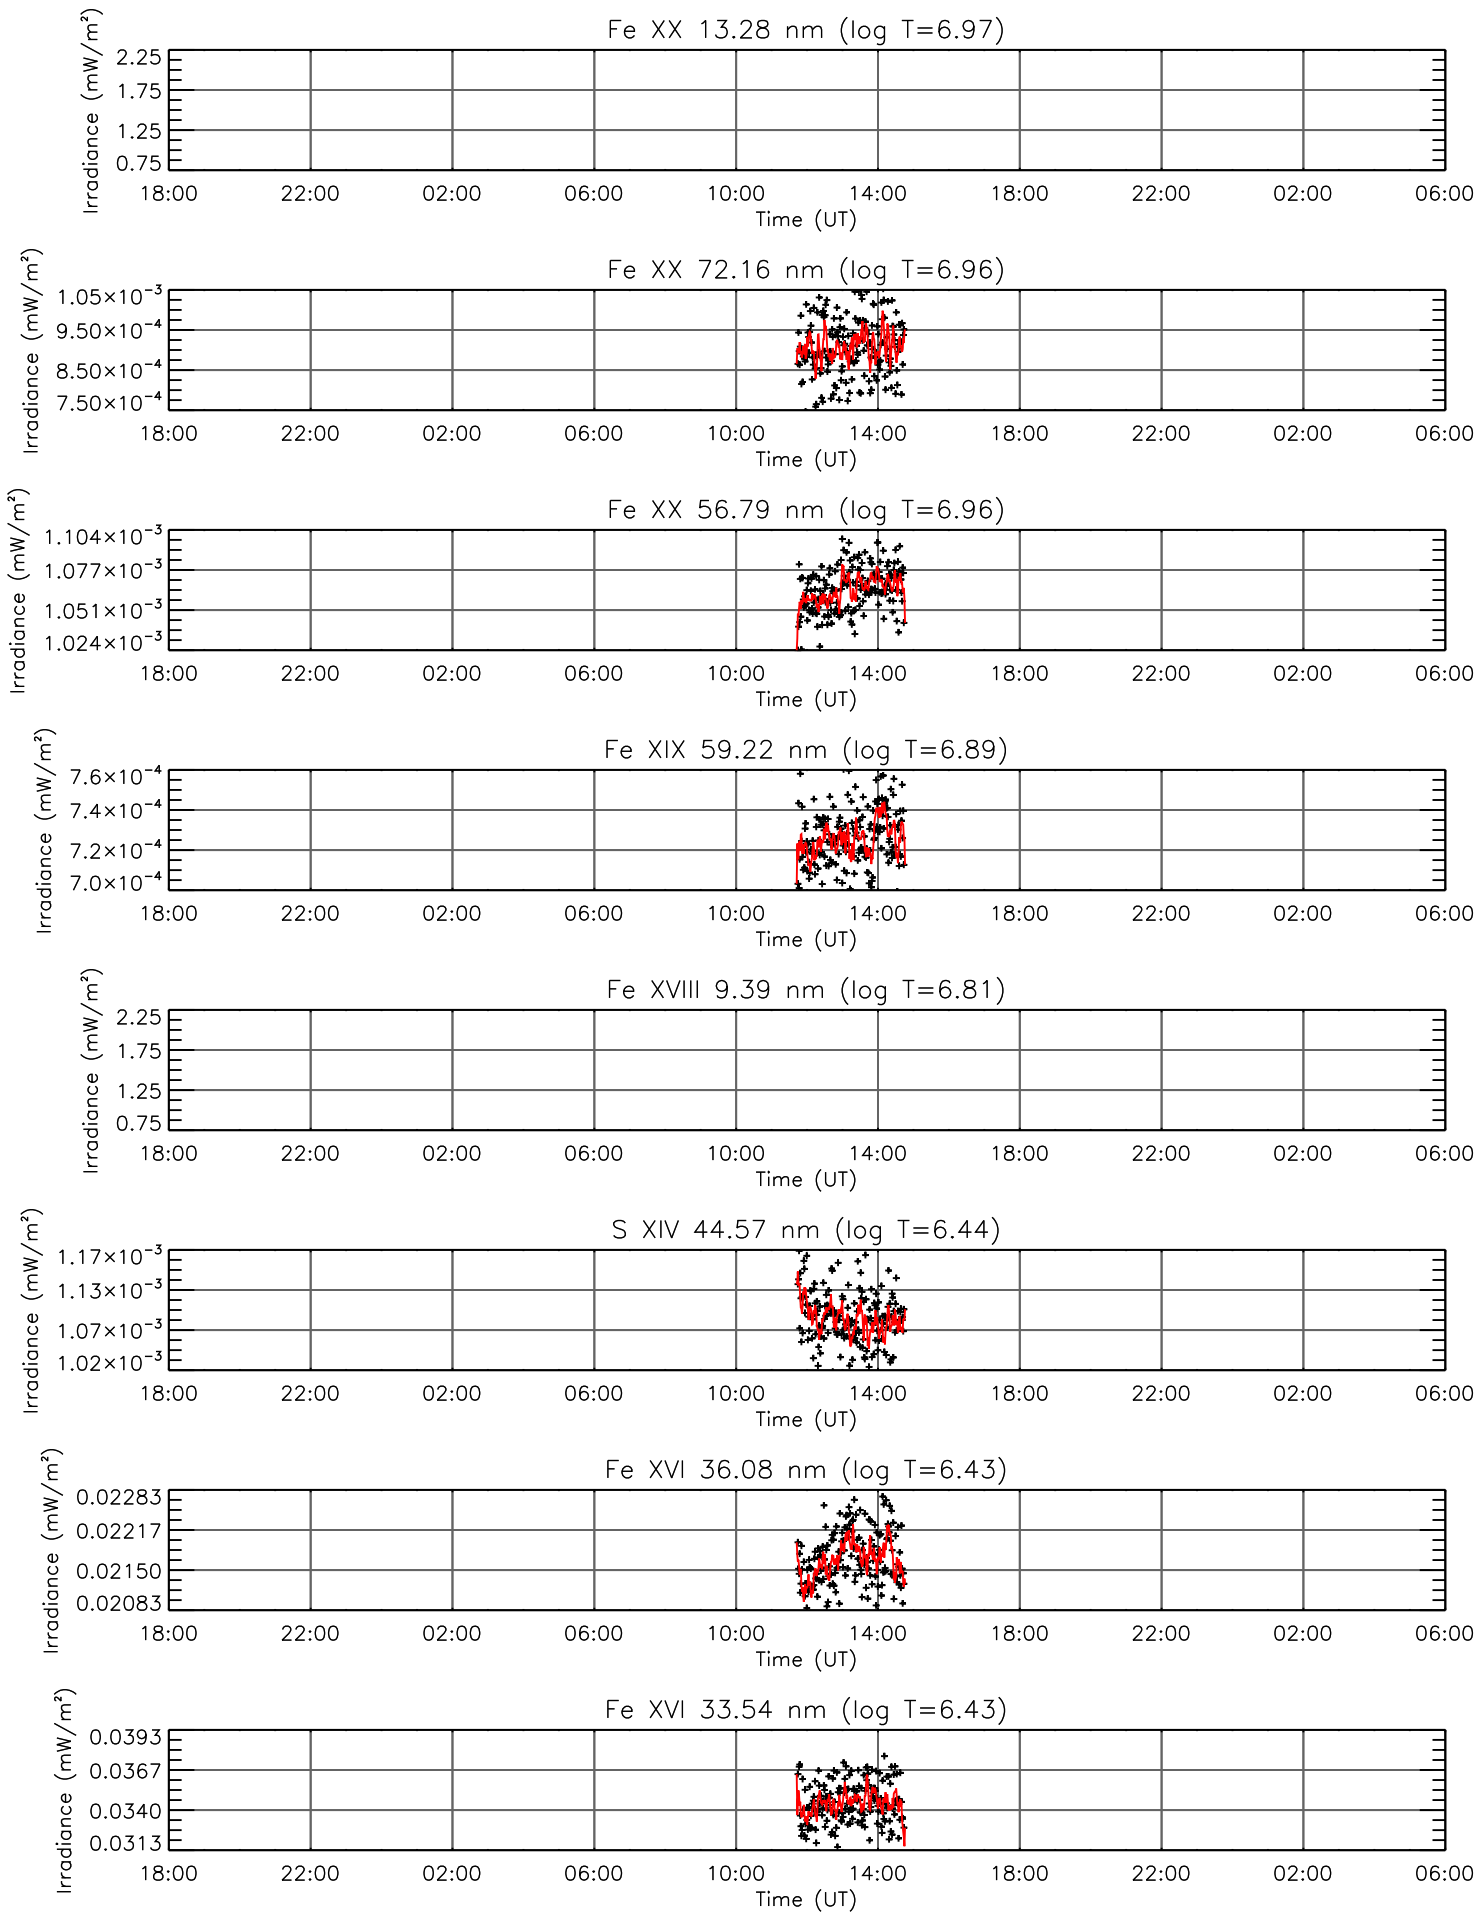 Fe XX 13.28 nm (log T=6.97)
Irradiance (mW/m²)
2.25
1.75
1.25
0.75
18:00 22:00 02:00 06:00 10:00 14:00 18:00 22:00 02:00 06:00
Time (UT)
Fe XX 72.16 nm (log T=6.96)
Irradiance (mW/m²)
1.05×10⁻³
9.50×10⁻⁴
8.50×10⁻⁴
7.50×10⁻⁴
18:00 22:00 02:00 06:00 10:00 14:00 18:00 22:00 02:00 06:00
Time (UT)
Fe XX 56.79 nm (log T=6.96)
Irradiance (mW/m²)
1.104×10⁻³
1.077×10⁻³
1.051×10⁻³
1.024×10⁻³
18:00 22:00 02:00 06:00 10:00 14:00 18:00 22:00 02:00 06:00
Time (UT)
Fe XIX 59.22 nm (log T=6.89)
Irradiance (mW/m²)
7.6×10⁻⁴
7.4×10⁻⁴
7.2×10⁻⁴
7.0×10⁻⁴
18:00 22:00 02:00 06:00 10:00 14:00 18:00 22:00 02:00 06:00
Time (UT)
Fe XVIII 9.39 nm (log T=6.81)
Irradiance (mW/m²)
2.25
1.75
1.25
0.75
18:00 22:00 02:00 06:00 10:00 14:00 18:00 22:00 02:00 06:00
Time (UT)
S XIV 44.57 nm (log T=6.44)
Irradiance (mW/m²)
1.17×10⁻³
1.13×10⁻³
1.07×10⁻³
1.02×10⁻³
18:00 22:00 02:00 06:00 10:00 14:00 18:00 22:00 02:00 06:00
Time (UT)
Fe XVI 36.08 nm (log T=6.43)
Irradiance (mW/m²)
0.02283
0.02217
0.02150
0.02083
18:00 22:00 02:00 06:00 10:00 14:00 18:00 22:00 02:00 06:00
Time (UT)
Fe XVI 33.54 nm (log T=6.43)
Irradiance (mW/m²)
0.0393
0.0367
0.0340
0.0313
18:00 22:00 02:00 06:00 10:00 14:00 18:00 22:00 02:00 06:00
Time (UT)